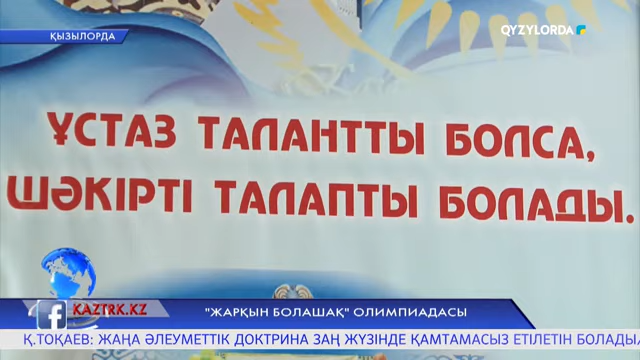 ҚЫЗЫЛОРДА
QYZYLORDA
ҰСТАЗ ТАЛАНТТЫ БОЛСА,
ШӘКІРТІ ТАЛАПТЫ БОЛАДЫ.
KAZTRK.KZ
"ЖАРҚЫН БОЛАШАҚ" ОЛИМПИАДАСЫ
Қ.ТОҚАЕВ: ЖАҢА ӘЛЕУМЕТТІК ДОКТРИНА ЗАҢ ЖҮЗІНДЕ ҚАМТАМАСЫЗ ЕТІЛЕТІН БОЛАДЫ.